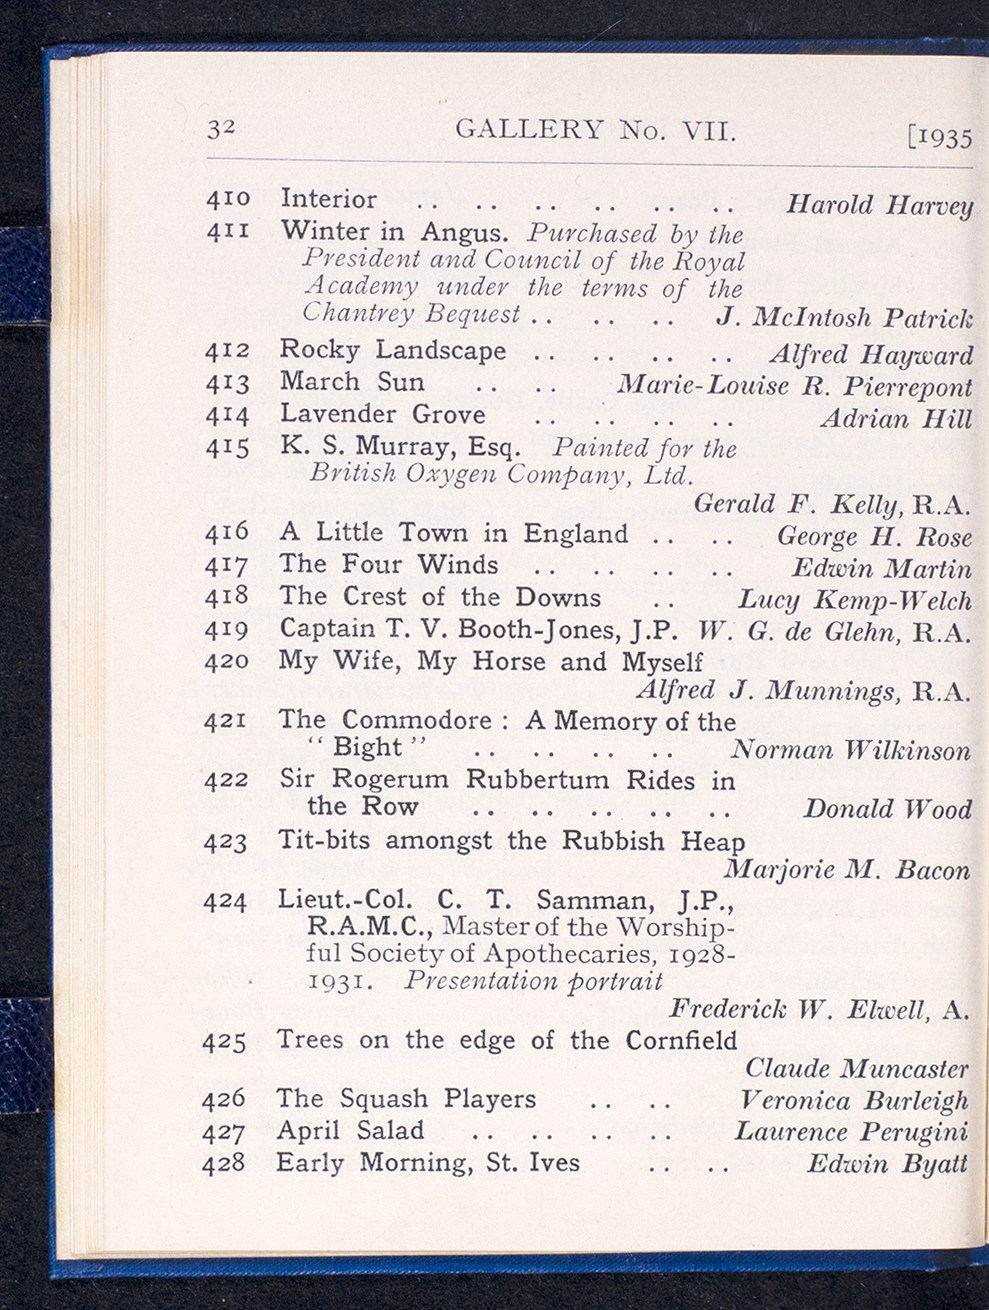 32 GALLERY No. VII. [1935
410 Interior .. .. .. .. .. .. Harold Harvey
411 Winter in Angus. Purchased by the
President and Council of the Royal
Academy under the terms of the
Chantrey Bequest .. .. .. J. McIntosh Patrick
412 Rocky Landscape .. .. .. .. Alfred Hayward
413 March Sun .. .. Marie-Louise R. Pierrepont
414 Lavender Grove .. .. .. .. Adrian Hill
415 K. S. Murray, Esq. Painted for the
British Oxygen Company, Ltd.
Gerald F. Kelly, R.A.
416 A Little Town in England .. .. George H. Rose
417 The Four Winds .. .. .. .. Edwin Martin
418 The Crest of the Downs .. Lucy Kemp-Welch
419 Captain T. V. Booth-Jones, J.P. W. G. de Glehn, R.A.
420 My Wife, My Horse and Myself
Alfred J. Munnings, R.A.
421 The Commodore : A Memory of the
“ Bight ” .. .. .. .. Norman Wilkinson
422 Sir Rogerum Rubbertum Rides in
the Row .. .. .. .. .. Donald Wood
423 Tit-bits amongst the Rubbish Heap
Marjorie M. Bacon
424 Lieut.-Col. C. T. Samman, J.P.,
R.A.M.C., Master of the Worship-
ful Society of Apothecaries, 1928-
1931. Presentation portrait
Frederick W. Elwell, A.
425 Trees on the edge of the Cornfield
Claude Muncaster
426 The Squash Players .. .. Veronica Burleigh
427 April Salad .. .. .. .. Laurence Perugini
428 Early Morning, St. Ives .. .. Edwin Byatt